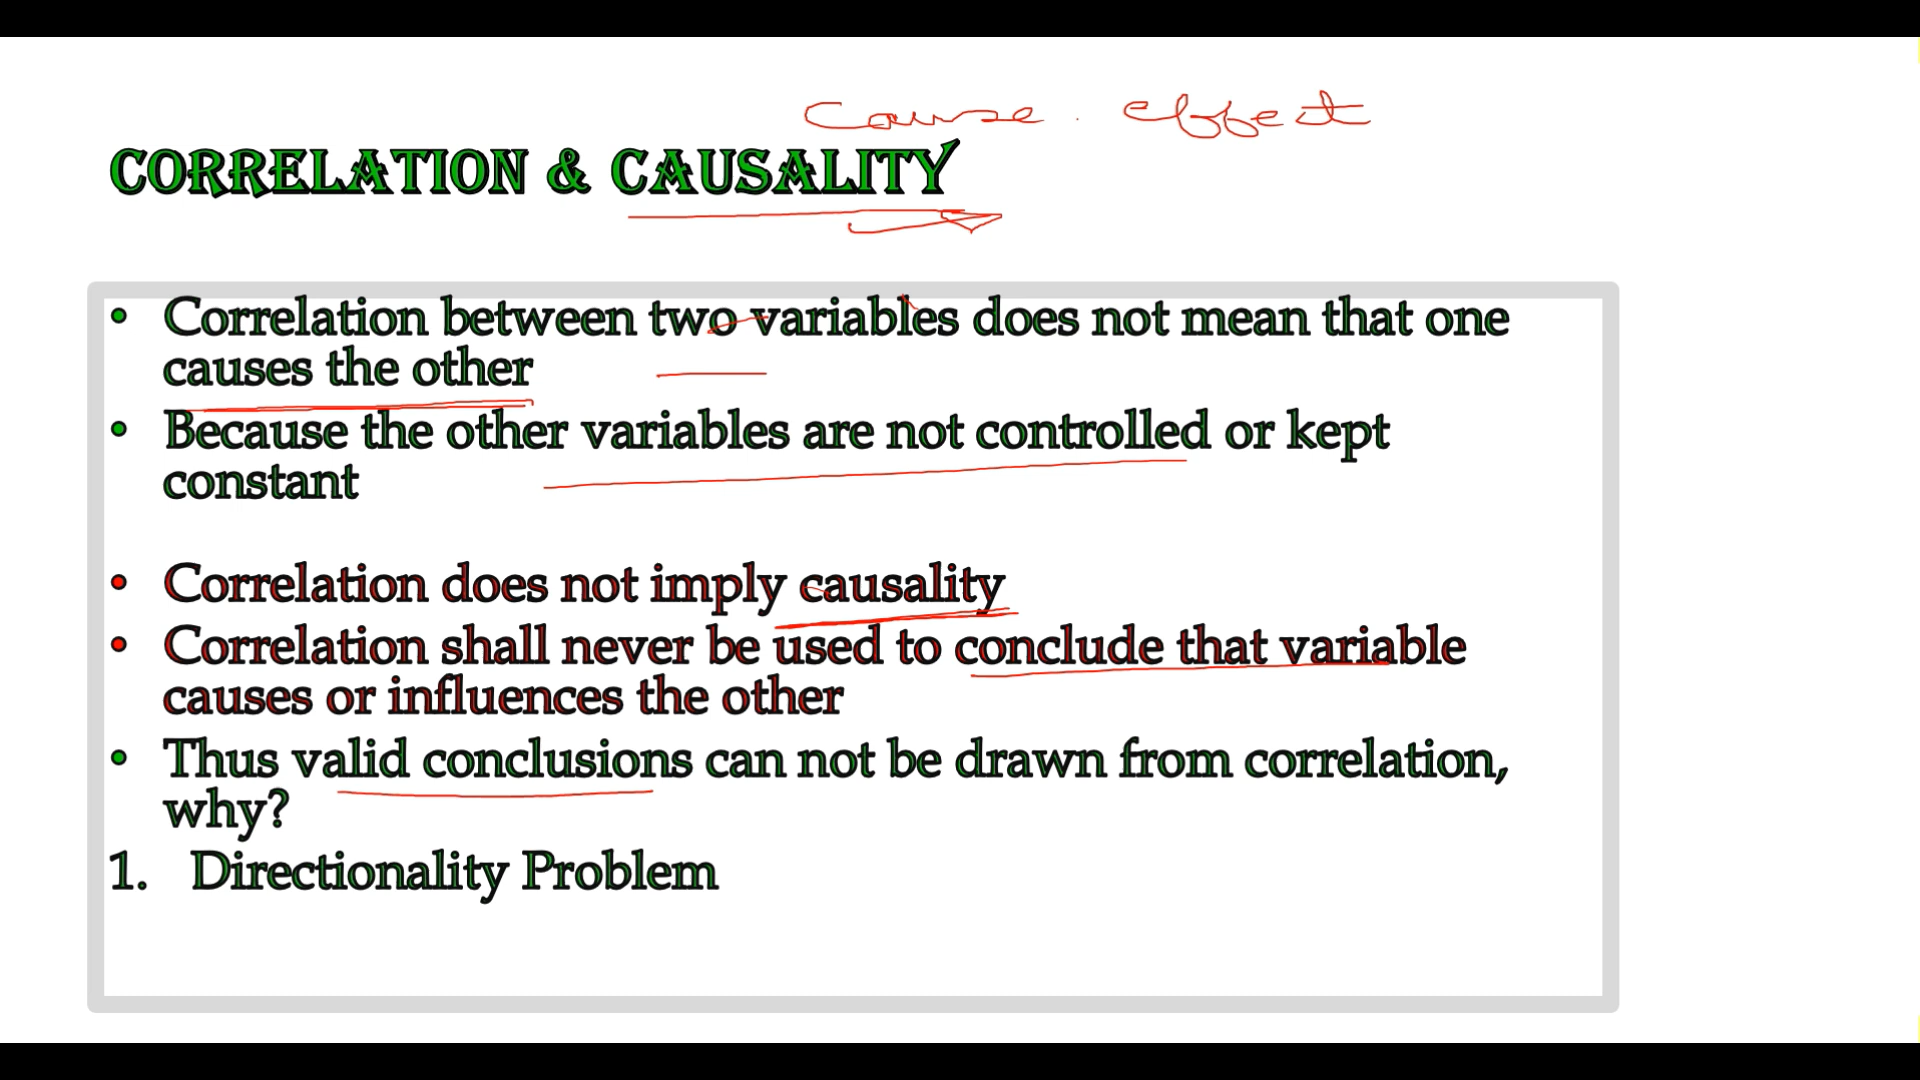 Cause. effect
CORRELATION & CAUSALITY
• Correlation between two variables does not mean that one
causes the other
• Because the other variables are not controlled or kept
constant
• Correlation does not imply causality
• Correlation shall never be used to conclude that variable
causes or influences the other
• Thus valid conclusions can not be drawn from correlation,
why?
1. Directionality Problem